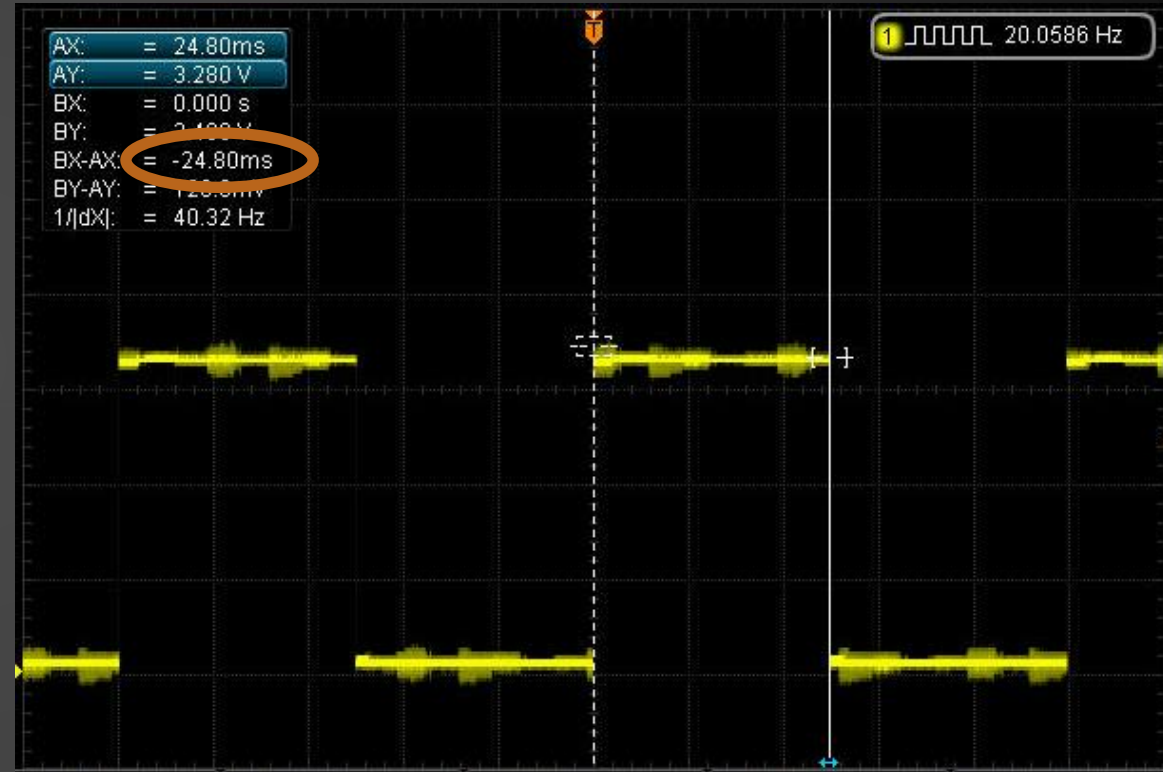 AX: = 24.80ms
AY: = 3.280 V
BX: = 0.000 s
BY: =
BX-AX: = -24.80ms
BY-AY: =
1/|dX|: = 40.32 Hz
T
1 20.0586 Hz